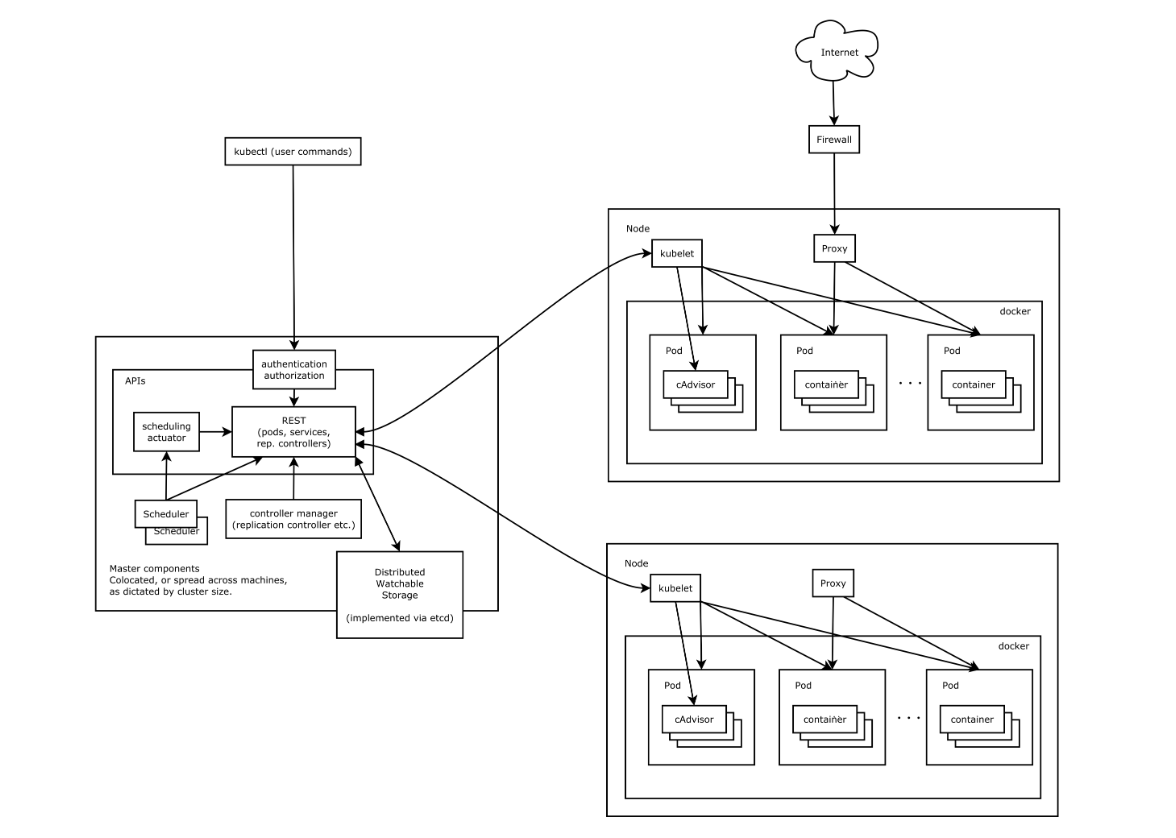 Internet
Firewall
kubectl (user commands)
Node
kubelet
Proxy
docker
Pod
cAdvisor
Pod
container
. . .
Pod
container
authentication
authorization
APIs
scheduling
actuator
REST
(pods, services,
rep. controllers)
Scheduler
Scheduler
controller manager
(replication controller etc.)
Master components
Colocated, or spread across machines,
as dictated by cluster size.
Distributed
Watchable
Storage
(implemented via etcd)
Node
kubelet
Proxy
docker
Pod
cAdvisor
Pod
container
. . .
Pod
container